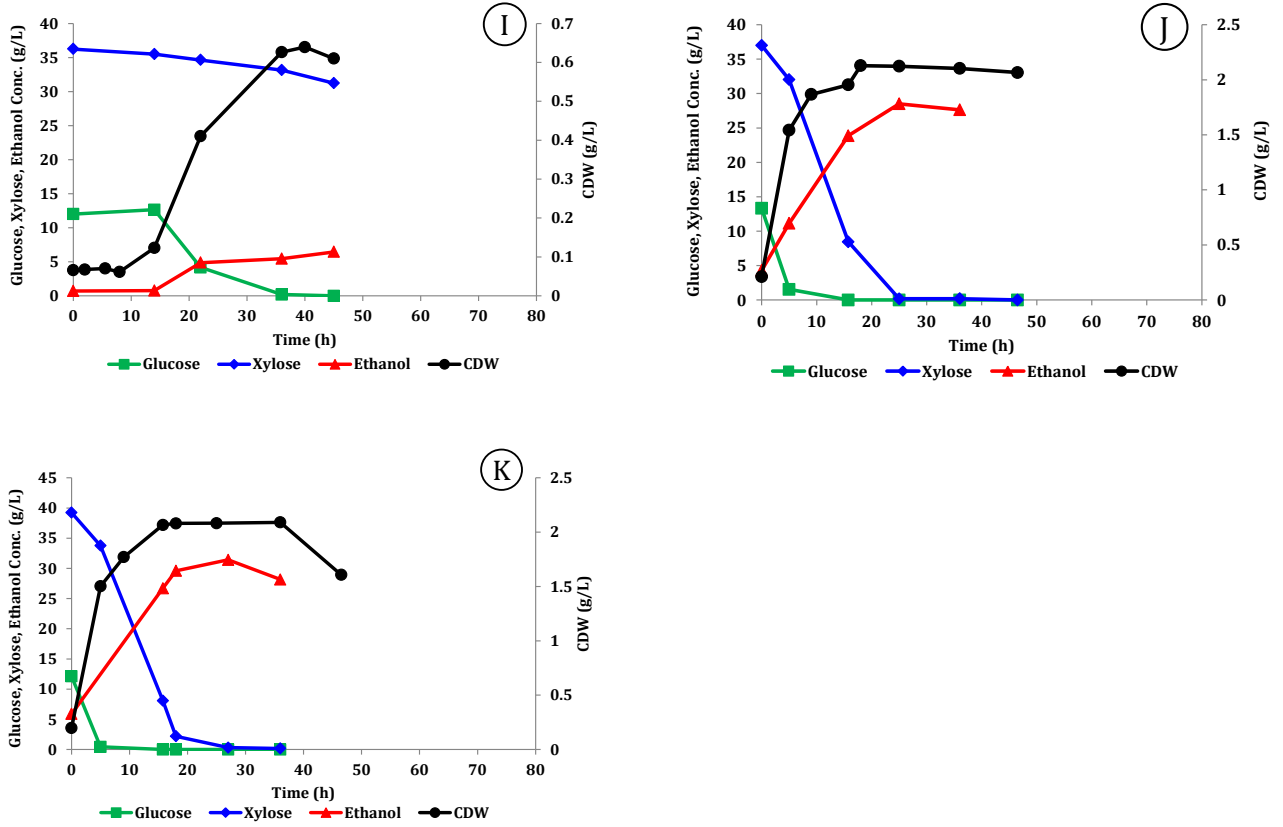 I
Glucose, Xylose, Ethanol Conc. (g/L)
40
35
30
25
20
15
10
5
0
0.7
0.6
0.5
0.4
0.3
0.2
0.1
0
CDW (g/L)
0 10 20 30 40 50 60 70 80
Time (h)
Glucose Xylose Ethanol CDW
J
Glucose, Xylose, Ethanol Conc. (g/L)
40
35
30
25
20
15
10
5
0
2.5
2
1.5
1
0.5
0
CDW (g/L)
0 10 20 30 40 50 60 70 80
Time (h)
Glucose Xylose Ethanol CDW
K
Glucose, Xylose, Ethanol Conc. (g/L)
45
40
35
30
25
20
15
10
5
0
2.5
2
1.5
1
0.5
0
CDW (g/L)
0 10 20 30 40 50 60 70 80
Time (h)
Glucose Xylose Ethanol CDW